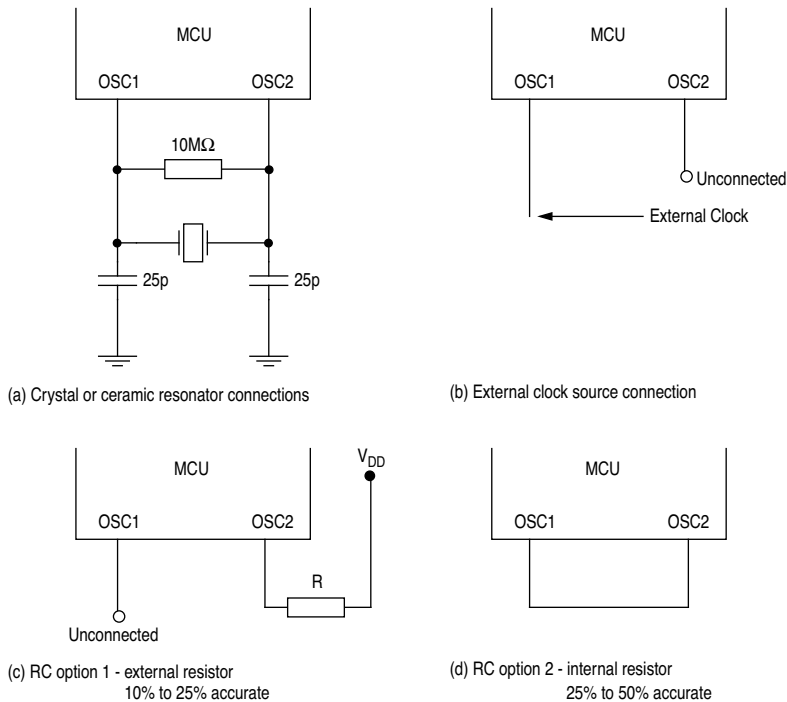 MCU
OSC1 OSC2
10MΩ
25p 25p
(a) Crystal or ceramic resonator connections
MCU
OSC1 OSC2
Unconnected
External Clock
(b) External clock source connection
MCU
OSC1 OSC2
VDD
R
Unconnected
(c) RC option 1 - external resistor
10% to 25% accurate
MCU
OSC1 OSC2
(d) RC option 2 - internal resistor
25% to 50% accurate